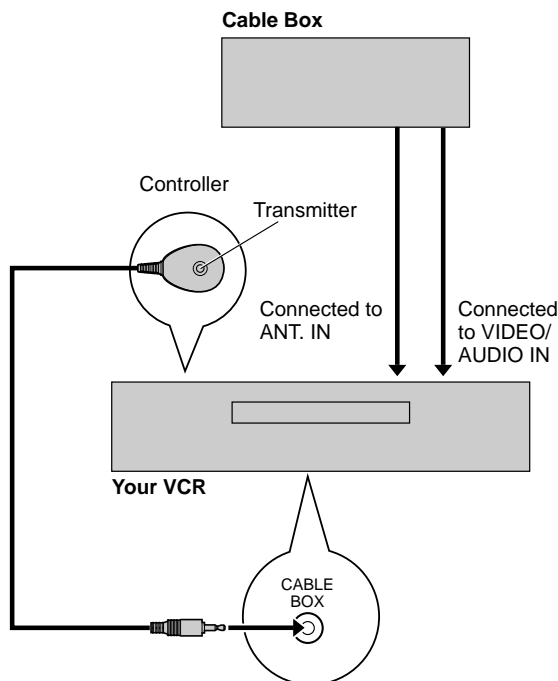 Cable Box
Controller
Transmitter
Connected to
ANT. IN
Connected
to VIDEO/
AUDIO IN
Your VCR
CABLE
BOX